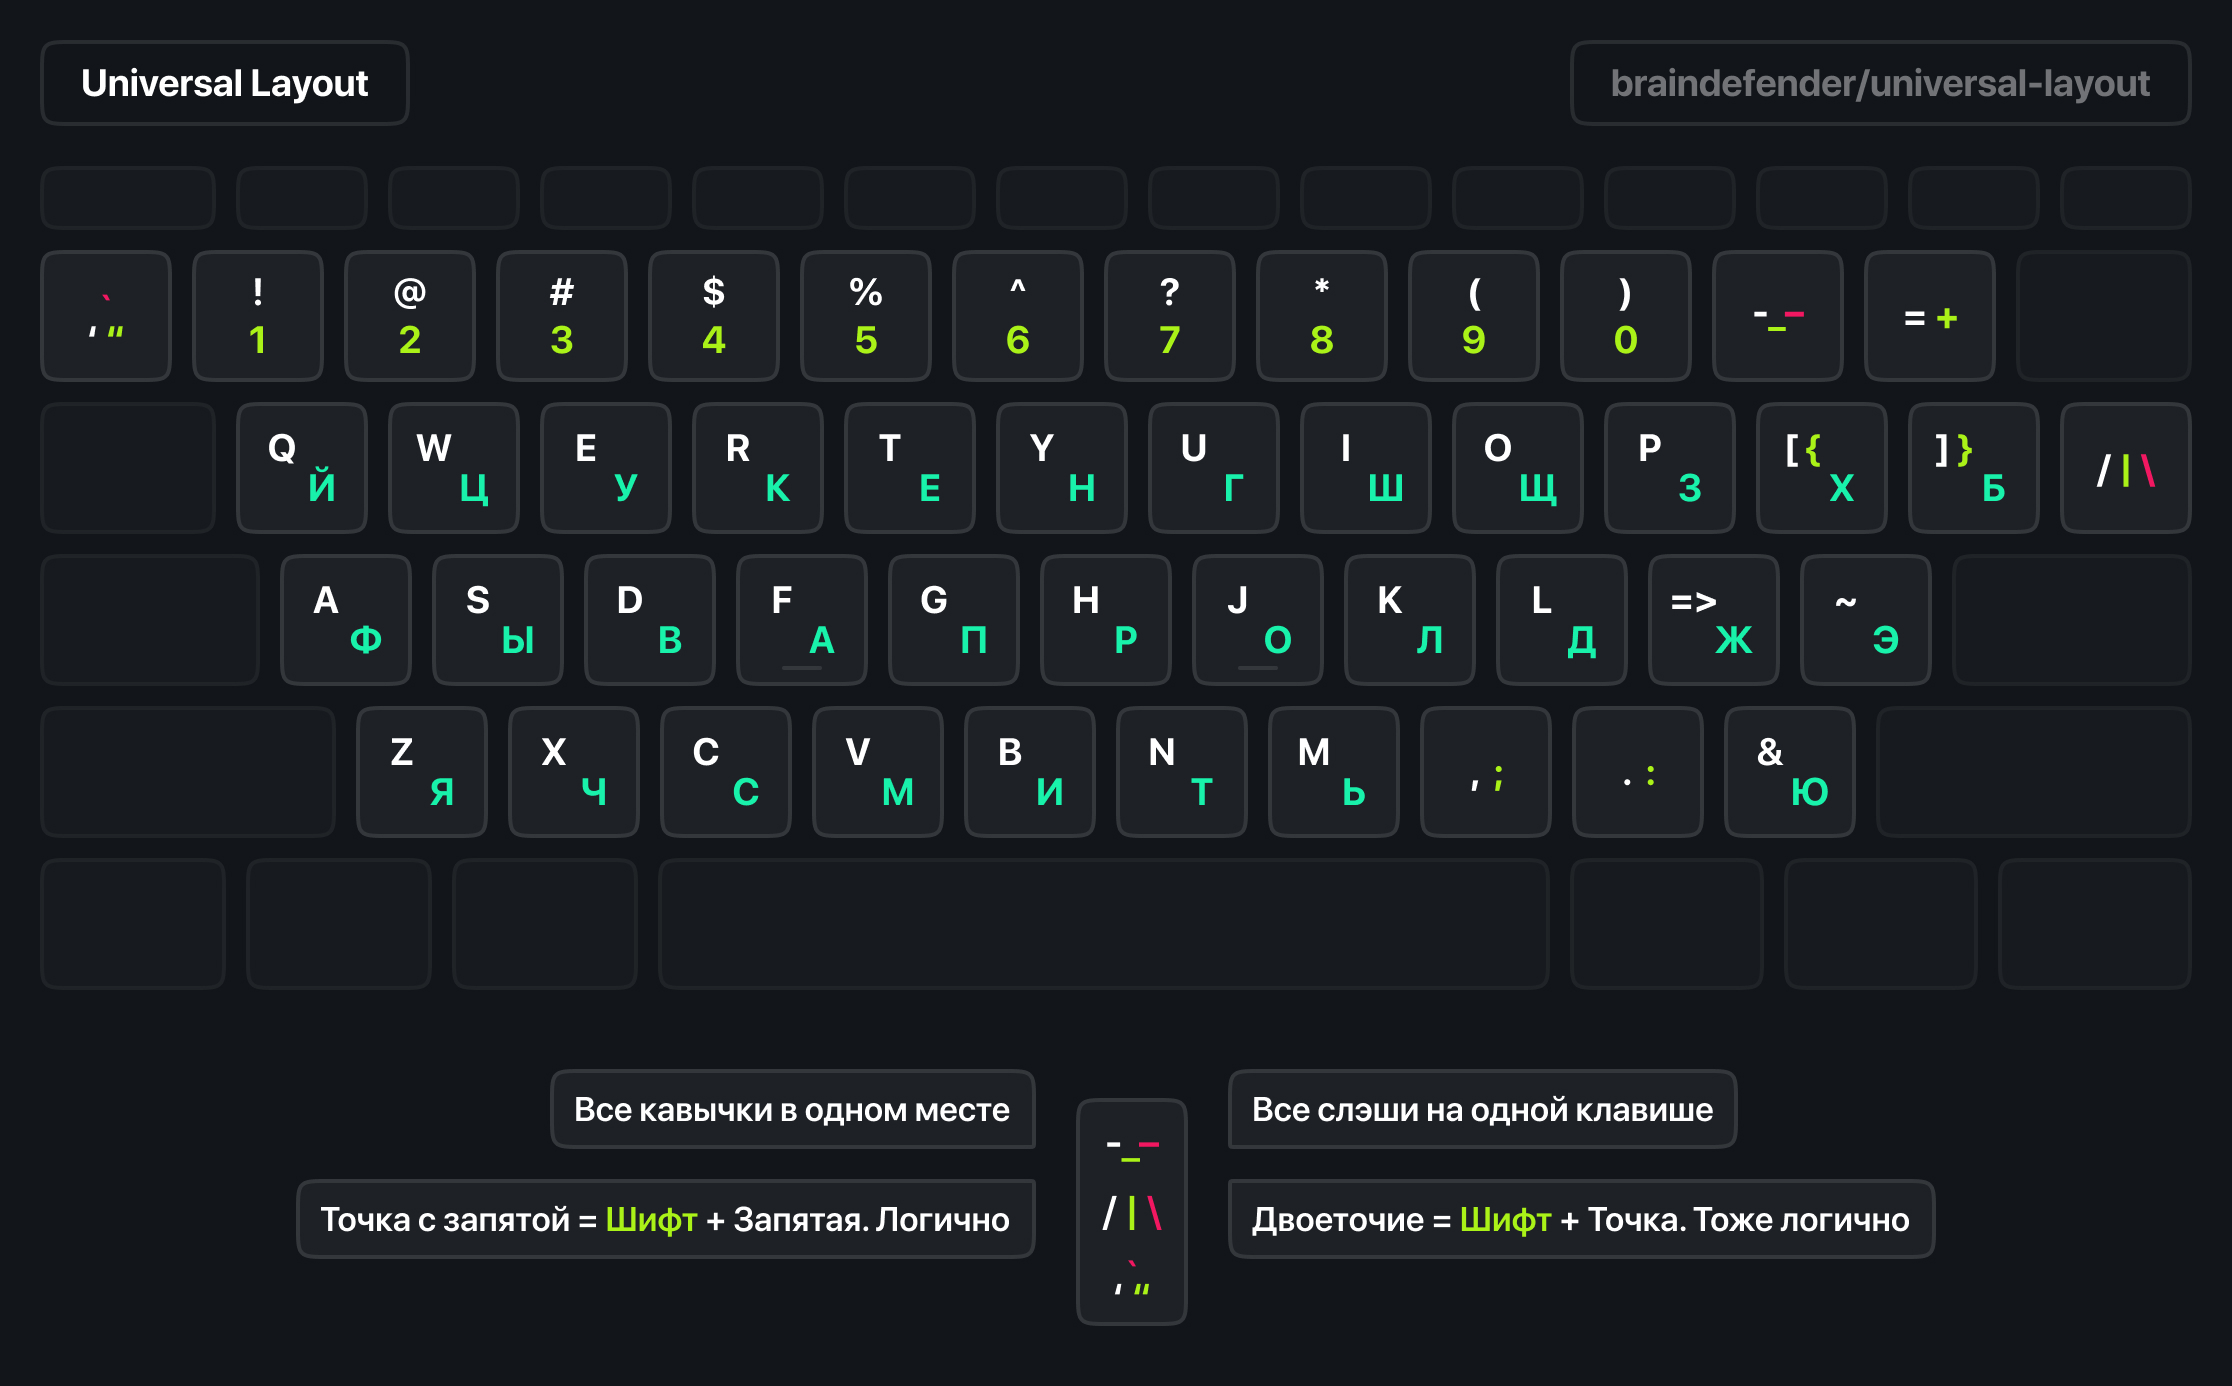 Universal Layout
braindefender/universal-layout
` ! @ # $ % ^ ? * ( )
' " 1 2 3 4 5 6 7 8 9 0 - _ – = +
Q W E R T Y U I O P [ { ] }
Й Ц У К Е Н Г Ш Щ З Х Б / | \
A S D F G H J K L => ~
Ф Ы В А П Р О Л Д Ж Э
Z X C V B N M , ; . : &
Я Ч С М И Т Ь Ю
Все кавычки в одном месте
Точка с запятой = Шифт + Запятая. Логично
- _ –
/ | \
`
' "
Все слэши на одной клавише
Двоеточие = Шифт + Точка. Тоже логично